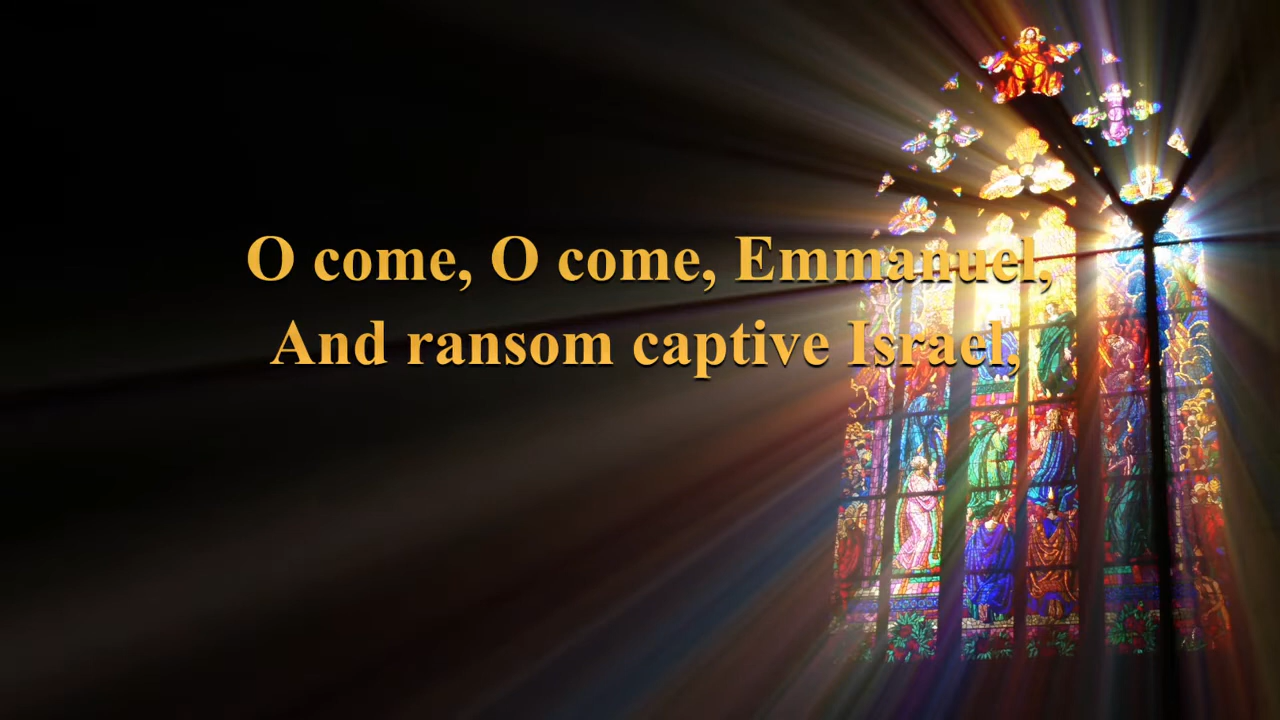 O come, O come, Emmanuel,
And ransom captive Israel,